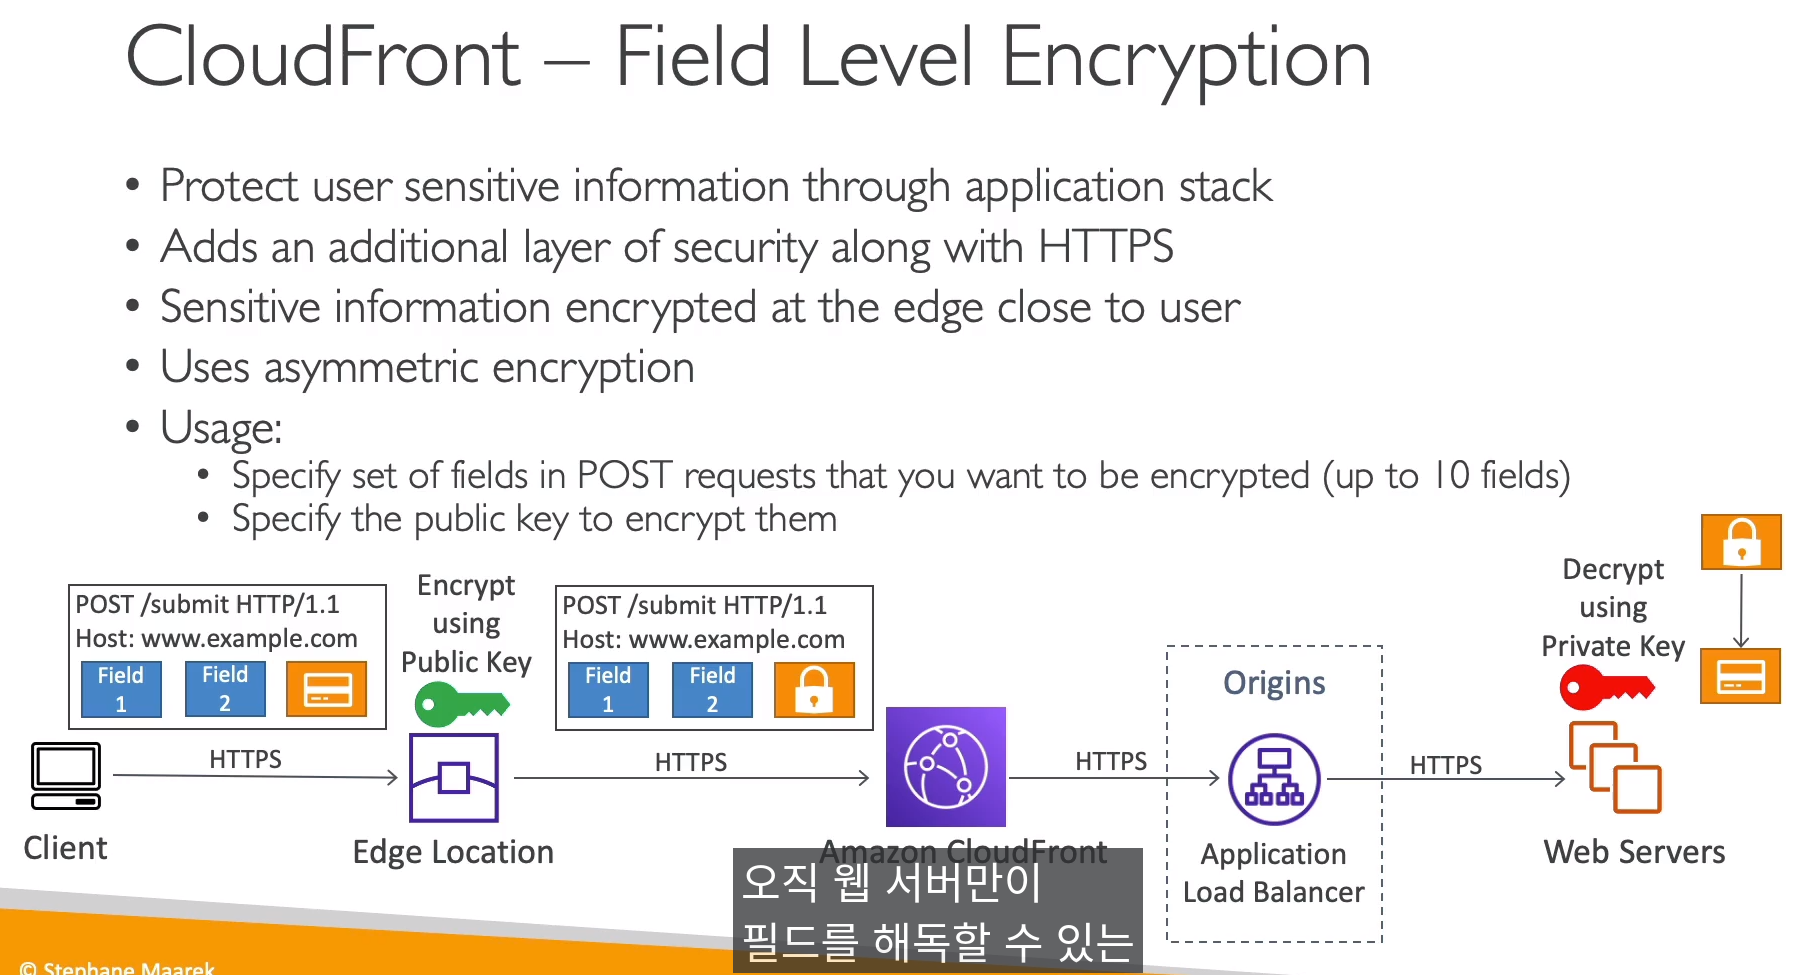 CloudFront – Field Level Encryption
• Protect user sensitive information through application stack
• Adds an additional layer of security along with HTTPS
• Sensitive information encrypted at the edge close to user
• Uses asymmetric encryption
• Usage:
• Specify set of fields in POST requests that you want to be encrypted (up to 10 fields)
• Specify the public key to encrypt them
POST /submit HTTP/1.1
Host: www.example.com
Field
1
Field
2
Encrypt
using
Public Key
POST /submit HTTP/1.1
Host: www.example.com
Field
1
Field
2
Decrypt
using
Private Key
Origins
HTTPS
HTTPS
HTTPS
HTTPS
Client
Edge Location
Amazon CloudFront
Application
Load Balancer
Web Servers
오직 웹 서버만이
필드를 해독할 수 있는
© Stephane Maarek